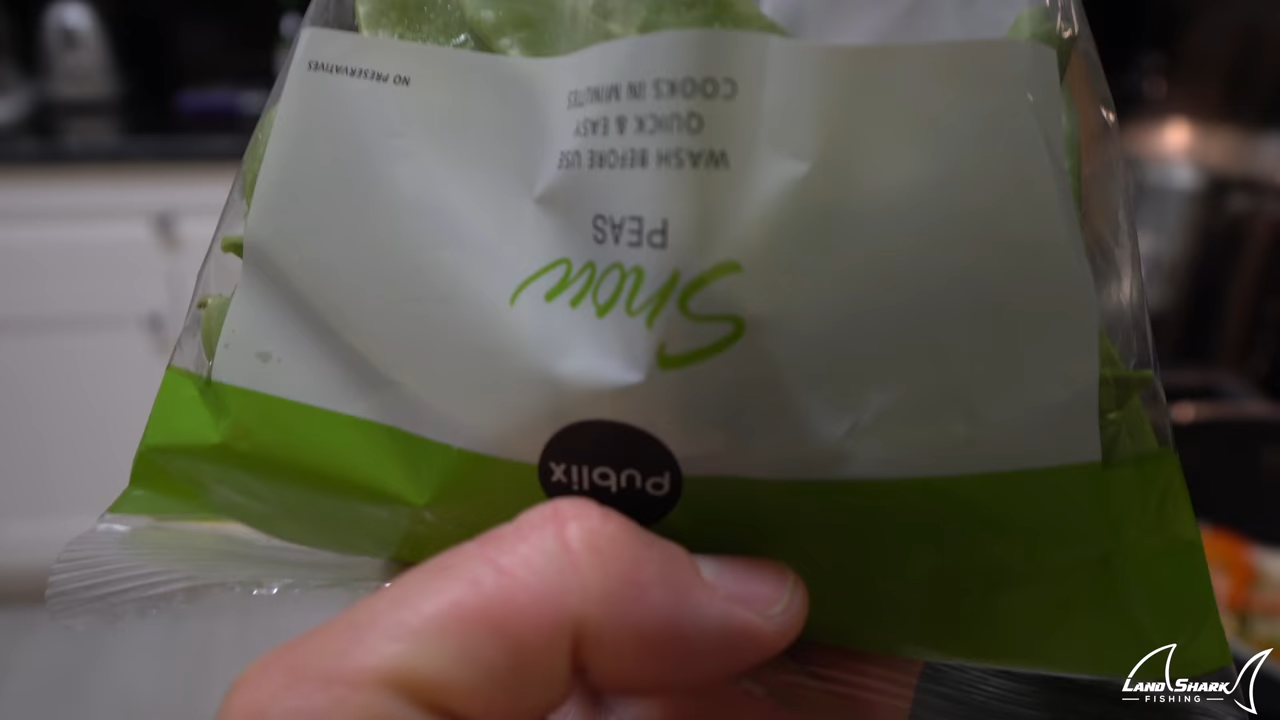 publix
Snow
PEAS
WASH BEFORE USE
QUICK & EASY
COOKS IN MINUTES
NO PRESERVATIVES
LAND SHARK
FISHING